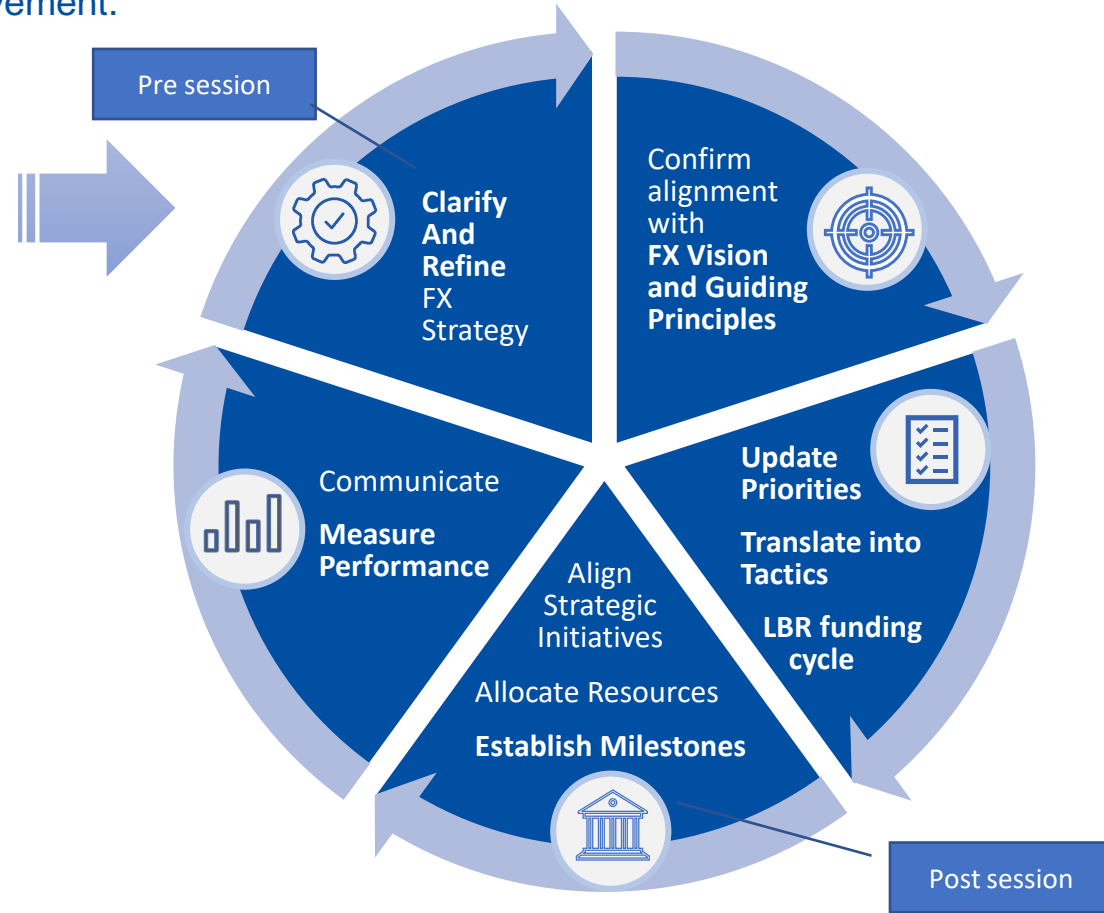 vement.
Pre session
Clarify
And
Refine
FX
Strategy
Confirm
alignment
with
FX Vision
and Guiding
Principles
Update
Priorities
Translate into
Tactics
LBR funding
cycle
Align
Strategic
Initiatives
Allocate Resources
Establish Milestones
Communicate
Measure
Performance
Post session